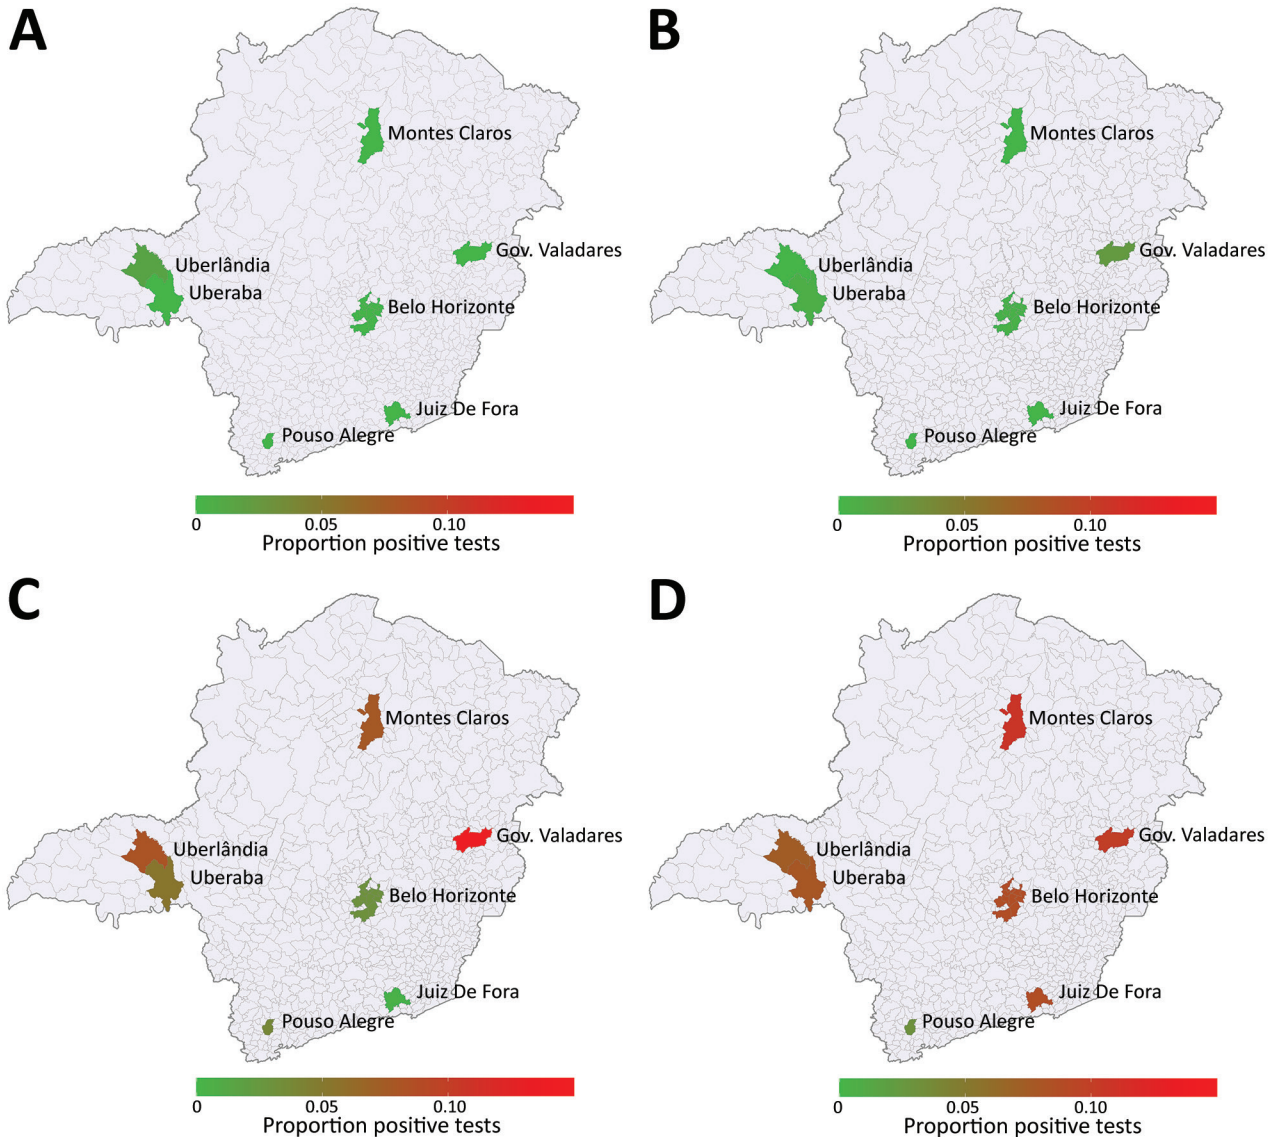 A
Montes Claros
Gov. Valadares
Uberlândia
Uberaba
Belo Horizonte
Juiz De Fora
Pouso Alegre
0 0.05 0.10
Proportion positive tests
B
Montes Claros
Gov. Valadares
Uberlândia
Uberaba
Belo Horizonte
Juiz De Fora
Pouso Alegre
0 0.05 0.10
Proportion positive tests
C
Montes Claros
Gov. Valadares
Uberlândia
Uberaba
Belo Horizonte
Juiz De Fora
Pouso Alegre
0 0.05 0.10
Proportion positive tests
D
Montes Claros
Gov. Valadares
Uberlândia
Uberaba
Belo Horizonte
Juiz De Fora
Pouso Alegre
0 0.05 0.10
Proportion positive tests